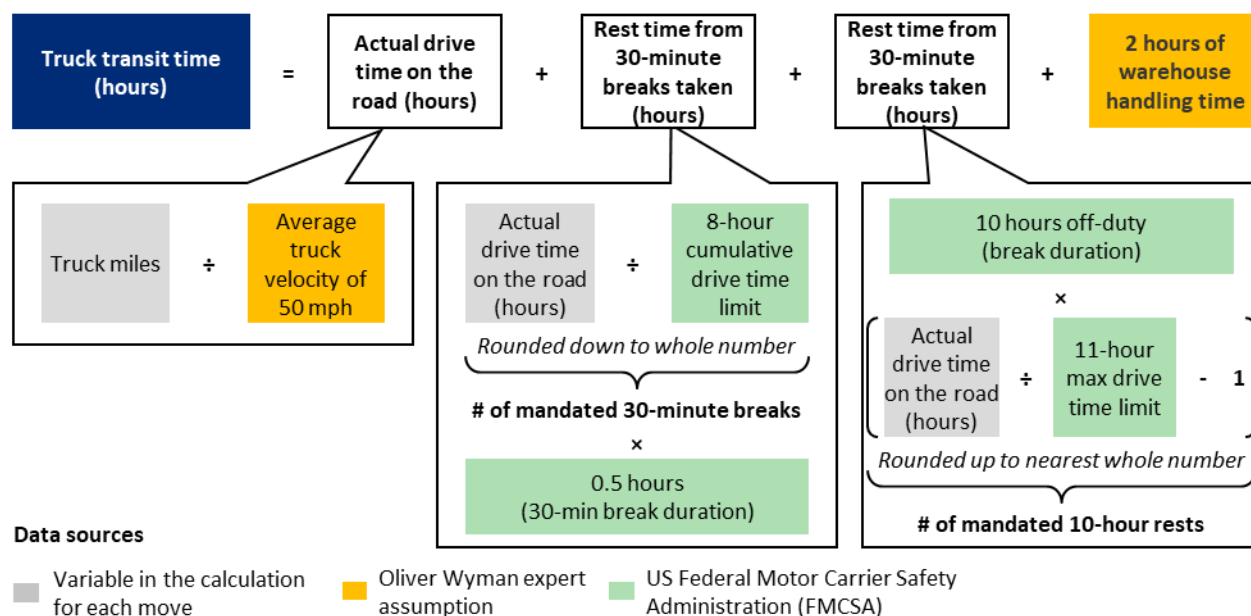 Truck transit time
(hours)
=
Actual drive
time on the
road (hours)
+
Rest time from
30-minute
breaks taken
(hours)
+
Rest time from
30-minute
breaks taken
(hours)
+
2 hours of
warehouse
handling time
Truck miles
÷
Average
truck
velocity of
50 mph
Actual
drive time
on the road
(hours)
÷
8-hour
cumulative
drive time
limit
Rounded down to whole number
# of mandated 30-minute breaks
×
0.5 hours
(30-min break duration)
10 hours off-duty
(break duration)
×
Actual
drive time
on the road
(hours)
÷
11-hour
max drive
time limit
- 1
Rounded up to nearest whole number
# of mandated 10-hour rests
Data sources
Variable in the calculation
for each move
Oliver Wyman expert
assumption
US Federal Motor Carrier Safety
Administration (FMCSA)